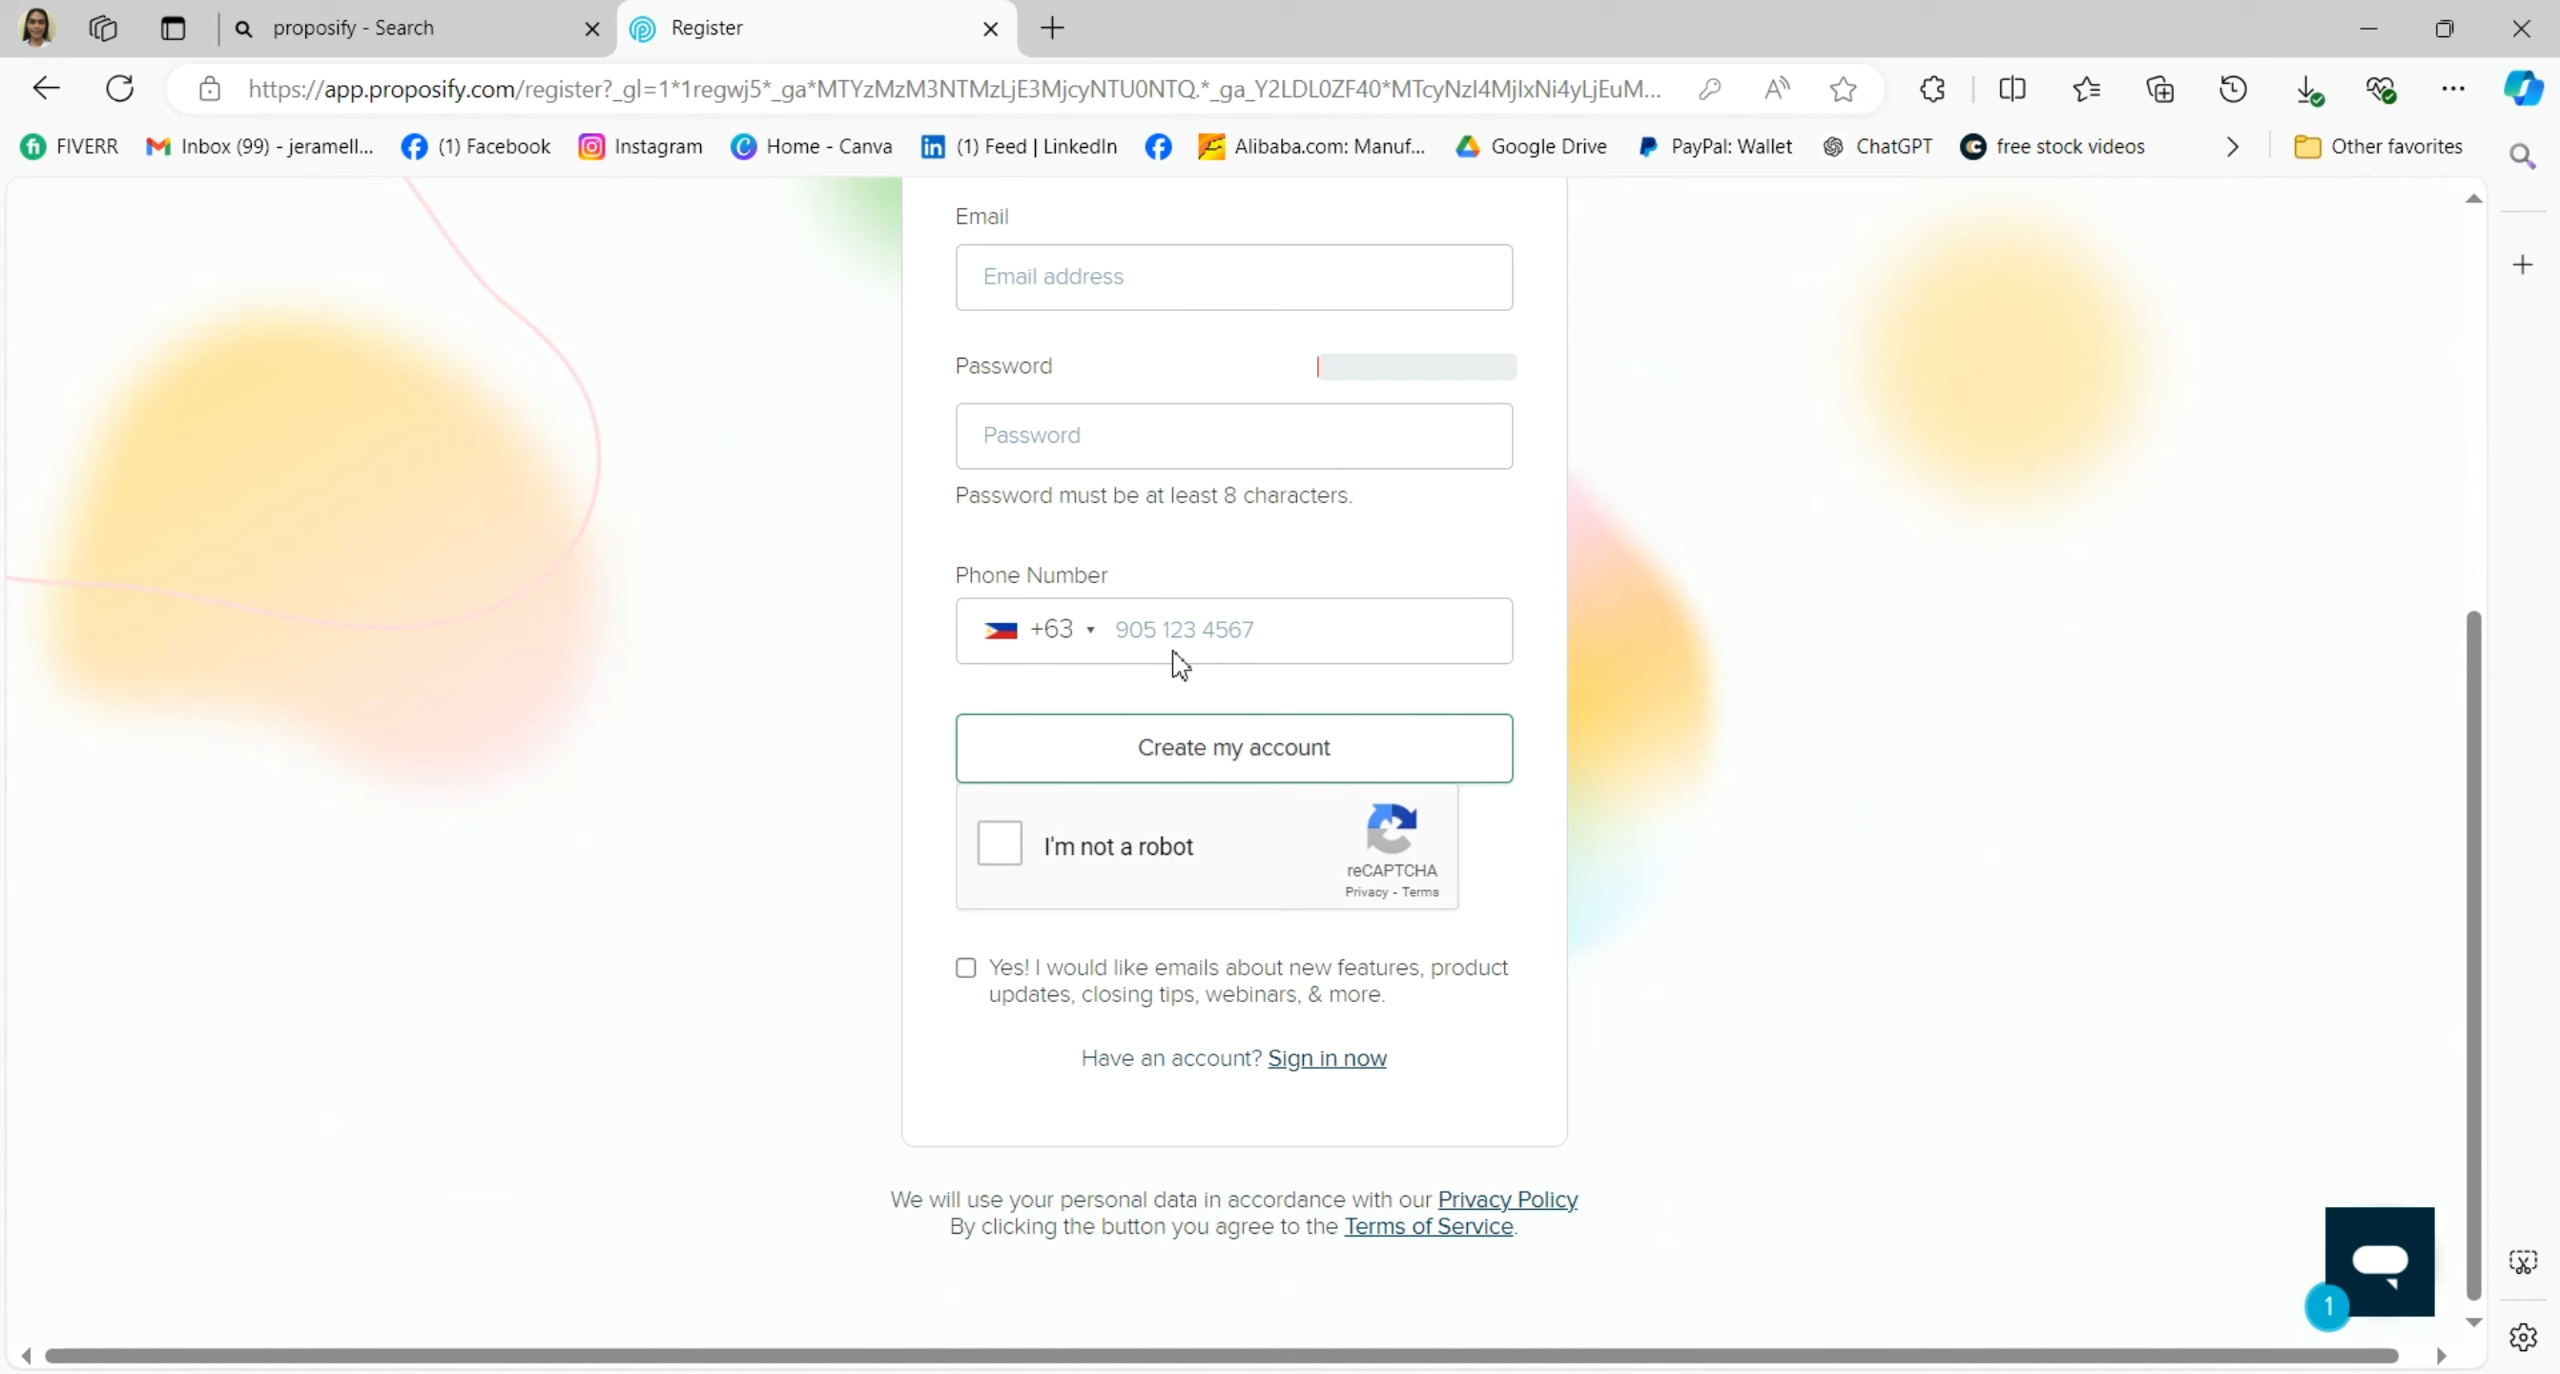 proposify - Search
Register
https://app.proposify.com/register?_gl=1*1regwj5*_ga*MTYzMzM3NTMzLjE3MjcyNTU0NTQ.*_ga_Y2LDL0ZF40*MTcyNzI4MjIxNi4yLjEuM...
FIVERR
Inbox (99) - jeramell...
(1) Facebook
Instagram
Home - Canva
(1) Feed | LinkedIn
Alibaba.com: Manuf...
Google Drive
PayPal: Wallet
ChatGPT
free stock videos
Other favorites
Email
Email address
Password
Password
Password must be at least 8 characters.
Phone Number
+63 905 123 4567
Create my account
I'm not a robot
reCAPTCHA
Privacy - Terms
Yes! I would like emails about new features, product
updates, closing tips, webinars, & more.
Have an account? Sign in now
We will use your personal data in accordance with our Privacy Policy
By clicking the button you agree to the Terms of Service.
1